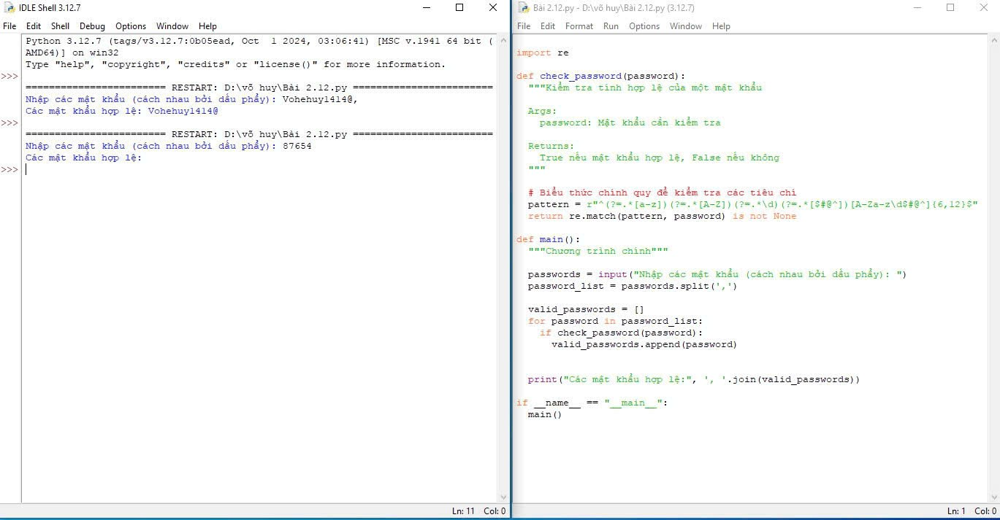 IDLE Shell 3.12.7
File Edit Shell Debug Options Window Help
Python 3.12.7 (tags/v3.12.7:0b05ead, Oct  1 2024, 03:06:41) [MSC v.1941 64 bit (
AMD64)] on win32
Type "help", "copyright", "credits" or "license()" for more information.
>>>
======================== RESTART: D:\võ huy\Bài 2.12.py ========================
Nhập các mật khẩu (cách nhau bởi dấu phẩy): Vohehuy1414@,
Các mật khẩu hợp lệ: Vohehuy1414@
>>>
======================== RESTART: D:\võ huy\Bài 2.12.py ========================
Nhập các mật khẩu (cách nhau bởi dấu phẩy): 87654
Các mật khẩu hợp lệ:
>>>
Ln: 11 Col: 0
Bài 2.12.py - D:\võ huy\Bài 2.12.py (3.12.7)
File Edit Format Run Options Window Help
import re
def check_password(password):
  """Kiểm tra tính hợp lệ của một mật khẩu
  Args:
    password: Mật khẩu cần kiểm tra
  Returns:
    True nếu mật khẩu hợp lệ, False nếu không
  """
  # Biểu thức chính quy để kiểm tra các tiêu chí
  pattern = r"^(?=.*[a-z])(?=.*[A-Z])(?=.*\d)(?=.*[$#@^])[A-Za-z\d$#@^]{6,12}$"
  return re.match(pattern, password) is not None
def main():
  """Chương trình chính"""
  passwords = input("Nhập các mật khẩu (cách nhau bởi dấu phẩy): ")
  password_list = passwords.split(',')
  valid_passwords = []
  for password in password_list:
    if check_password(password):
      valid_passwords.append(password)
  print("Các mật khẩu hợp lệ:", ', '.join(valid_passwords))
if __name__ == "__main__":
  main()
Ln: 1 Col: 0